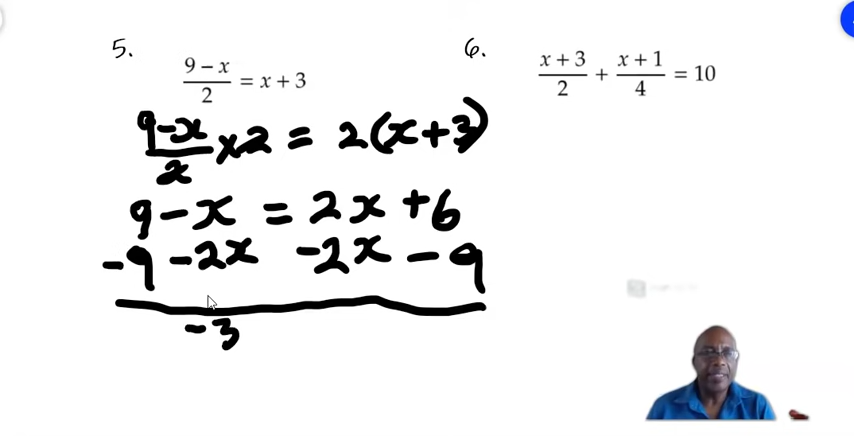 5.
9 − x / 2 = x + 3
9-x / 2 x 2 = 2(x+3)
9 - x = 2x + 6
-9 - 2x - 2x - 9
-3
6.
x + 3 / 2 + x + 1 / 4 = 10